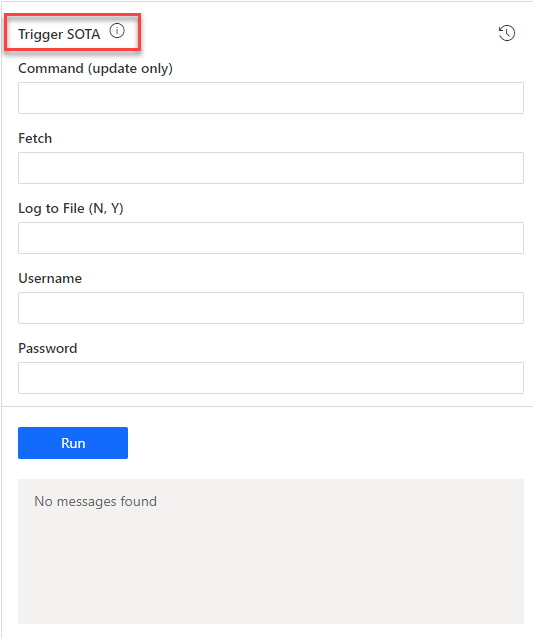 Trigger SOTA
Command (update only)
Fetch
Log to File (N, Y)
Username
Password
Run
No messages found